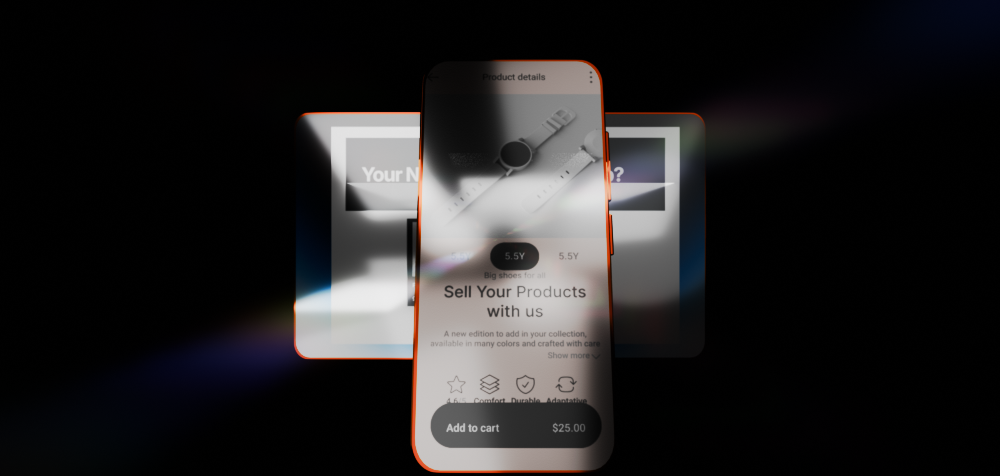 Product details
Your N
o?
5.5Y
5.5Y
Big shoes for all
Sell Your Products
with us
A new edition to add in your collection,
available in many colors and crafted with care
Show more
4.6
Comfort
Durable
Adaptative
Add to cart
$25.00